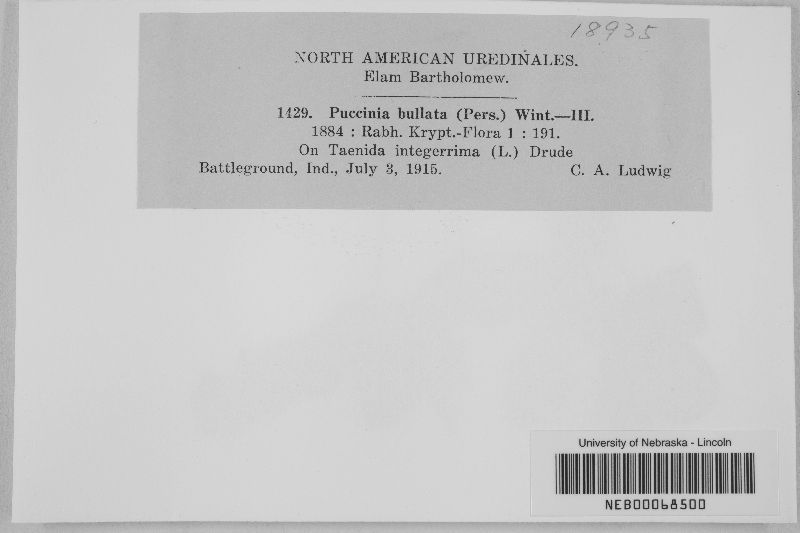 18935
NORTH AMERICAN UREDINALES.
Elam Bartholomew.
1429. Puccinia bullata (Pers.) Wint.—III.
1884 : Rabh. Krypt.-Flora 1 : 191.
On Taenida integerrima (L.) Drude
Battleground, Ind., July 3, 1915. C. A. Ludwig
University of Nebraska - Lincoln
NEB00068500